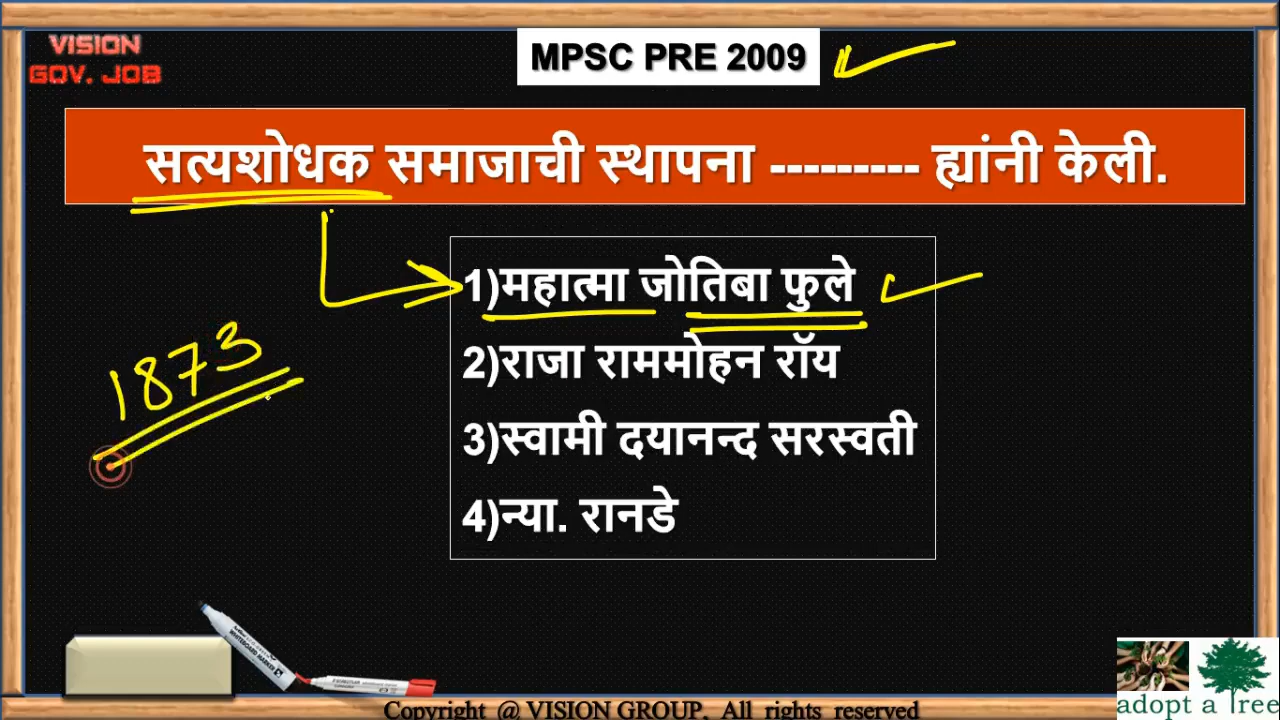 VISION
GOV. JOB
MPSC PRE 2009
सत्यशोधक समाजाची स्थापना --------- ह्यांनी केली.
1)महात्मा जोतिबा फुले
2)राजा राममोहन रॉय
1873
3)स्वामी दयानन्द सरस्वती
4)न्या. रानडे
adopt a Tree
Copyright @ VISION GROUP. All rights reserved